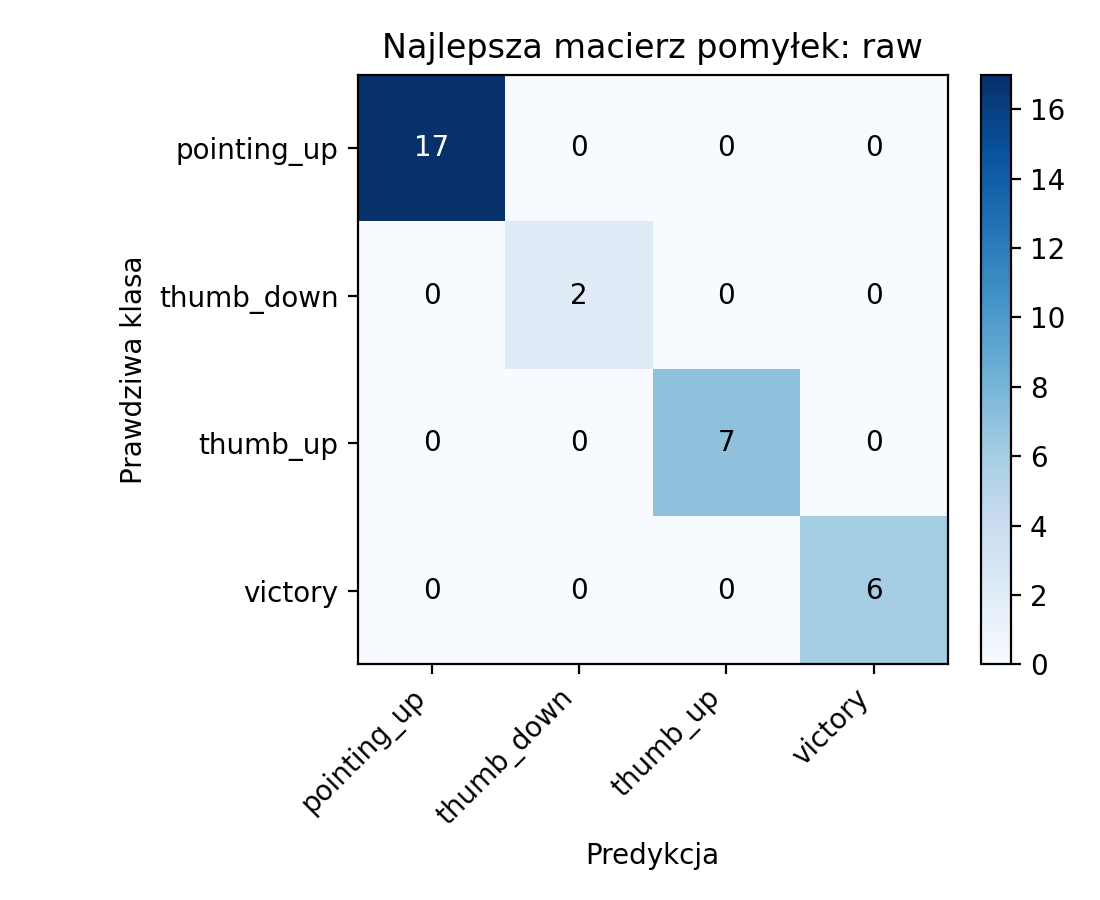 Najlepsza macierz pomyłek: raw
Prawdziwa klasa
pointing_up 17 0 0 0
thumb_down 0 2 0 0
thumb_up 0 0 7 0
victory 0 0 0 6
pointing_up thumb_down thumb_up victory
Predykcja
16
14
12
10
8
6
4
2
0